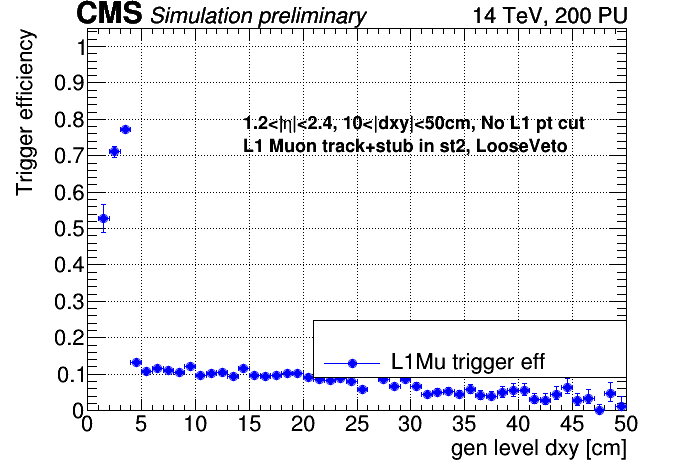 CMS Simulation preliminary 14 TeV, 200 PU
Trigger efficiency
1
0.9
0.8
0.7
0.6
0.5
0.4
0.3
0.2
0.1
0
1.2<|η|<2.4, 10<|dxy|<50cm, No L1 pt cut
L1 Muon track+stub in st2, LooseVeto
L1Mu trigger eff
0 5 10 15 20 25 30 35 40 45 50
gen level dxy [cm]